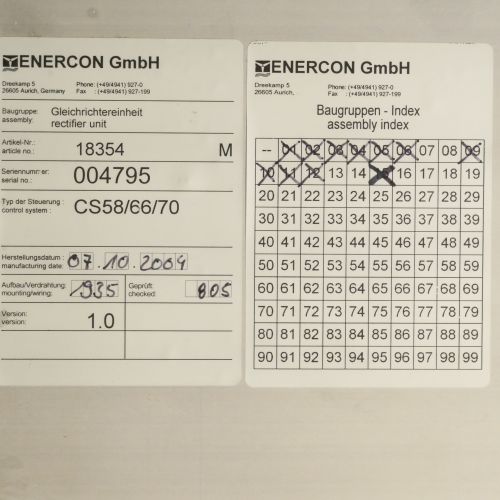 ENERCON GmbH
Dreekamp 5
26605 Aurich, Germany
Phone: (+49/4941) 927-0
Fax : (+49/4941) 927-199
Baugruppe:
assembly:
Gleichrichtereinheit
rectifier unit
Artikel-Nr.:
article no.:
18354 M
Seriennummer:
serial no.:
004795
Typ der Steuerung :
control system :
CS58/66/70
Herstellungsdatum :
manufacturing date:
07.10.2004
Aufbau/Verdrahtung:
mounting/wiring:
1935
Geprüft:
checked:
805
Version:
version:
1.0
ENERCON GmbH
Dreekamp 5
26605 Aurich,
Phone: (+49/4941) 927-0
Fax : (+49/4941) 927-199
Baugruppen - Index
assembly index
-- 01 02 03 04 05 06 07 08 09
10 11 12 13 14 15 16 17 18 19
20 21 22 23 24 25 26 27 28 29
30 31 32 33 34 35 36 37 38 39
40 41 42 43 44 45 46 47 48 49
50 51 52 53 54 55 56 57 58 59
60 61 62 63 64 65 66 67 68 69
70 71 72 73 74 75 76 77 78 79
80 81 82 83 84 85 86 87 88 89
90 91 92 93 94 95 96 97 98 99